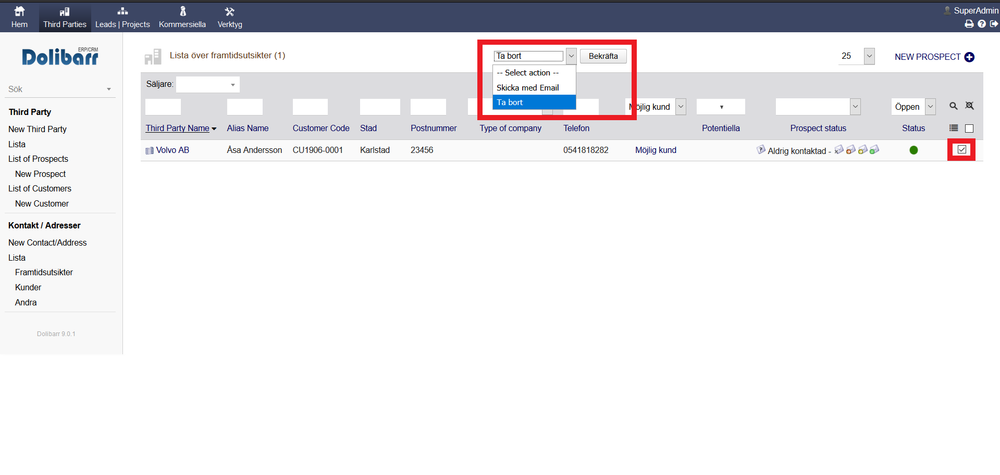 SuperAdmin
Hem Third Parties Leads | Projects Kommersiella Verktyg
ERP/CRM
Dolibarr
Sök
Third Party
New Third Party
Lista
List of Prospects
New Prospect
List of Customers
New Customer
Kontakt / Adresser
New Contact/Address
Lista
Framtidsutsikter
Kunder
Andra
Dolibarr 9.0.1
Lista över framtidsutsikter (1)
Ta bort Bekräfta
-- Select action --
Skicka med Email
Ta bort
25 NEW PROSPECT
Säljare:
Möjlig kund Öppen
Third Party Name Alias Name Customer Code Stad Postnummer Type of company Telefon Potentiella Prospect status Status
Volvo AB Åsa Andersson CU1906-0001 Karlstad 23456 0541818282 Möjlig kund Aldrig kontaktad -